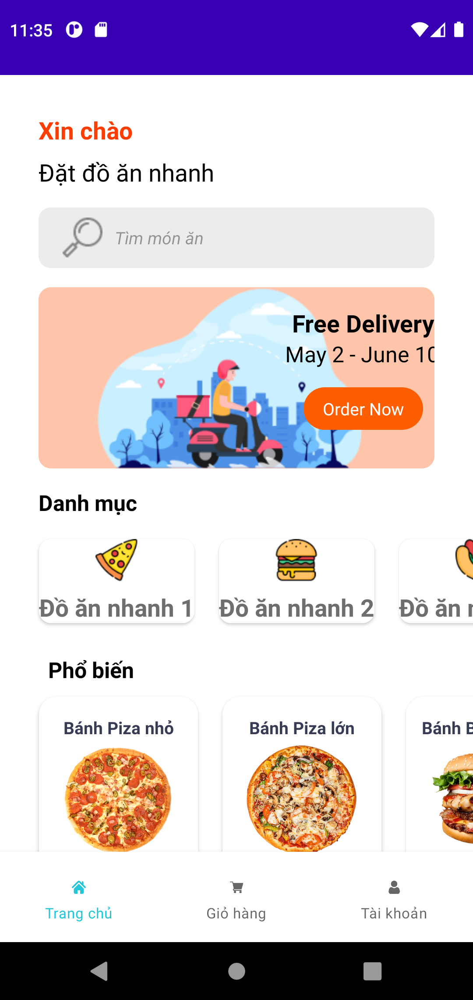 11:35
Xin chào
Đặt đồ ăn nhanh
Tìm món ăn
Free Delivery
May 2 - June 10
Order Now
Danh mục
Đồ ăn nhanh 1
Đồ ăn nhanh 2
Đồ ăn
Phổ biến
Bánh Piza nhỏ
Bánh Piza lớn
Bánh
Trang chủ
Giỏ hàng
Tài khoản